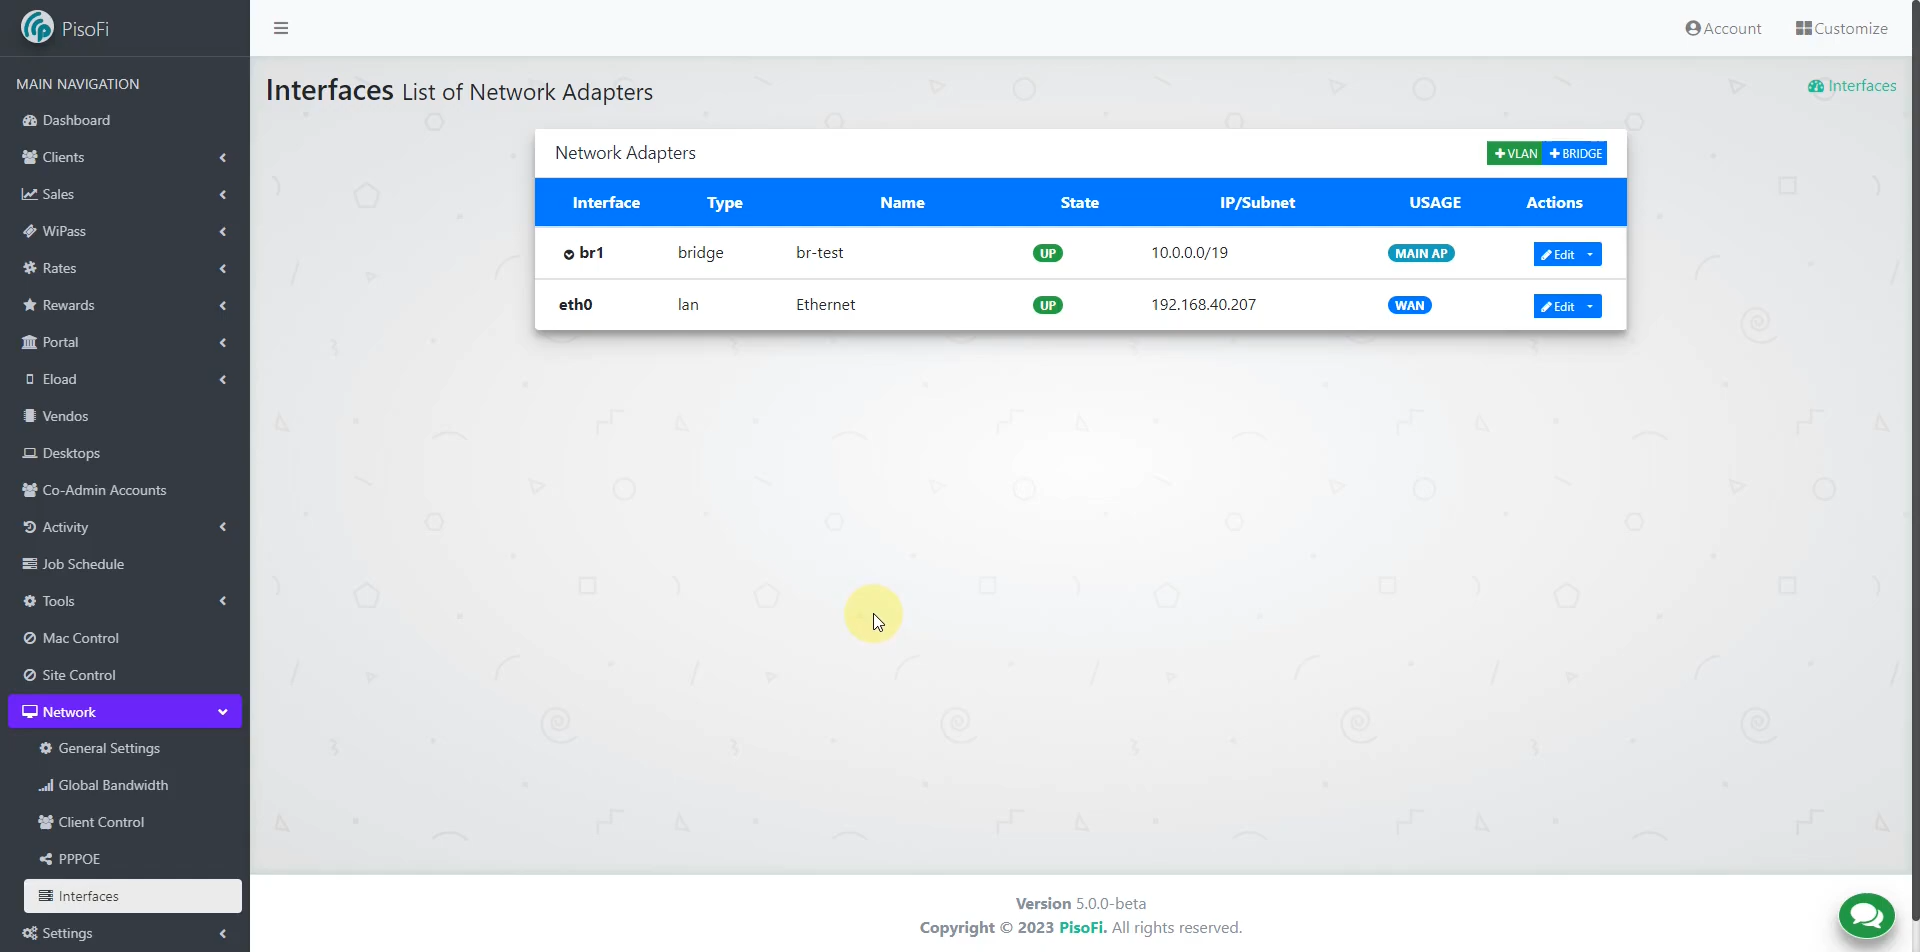 PisoFi
Account
Customize
MAIN NAVIGATION
Dashboard
Clients
Sales
WiPass
Rates
Rewards
Portal
Eload
Vendos
Desktops
Co-Admin Accounts
Activity
Job Schedule
Tools
Mac Control
Site Control
Network
General Settings
Global Bandwidth
Client Control
PPPOE
Interfaces
Settings
Interfaces List of Network Adapters
Interfaces
Network Adapters
+VLAN +BRIDGE
Interface Type Name State IP/Subnet USAGE Actions
br1 bridge br-test UP 10.0.0.0/19 MAIN AP Edit
eth0 lan Ethernet UP 192.168.40.207 WAN Edit
Version 5.0.0-beta
Copyright © 2023 PisoFi. All rights reserved.